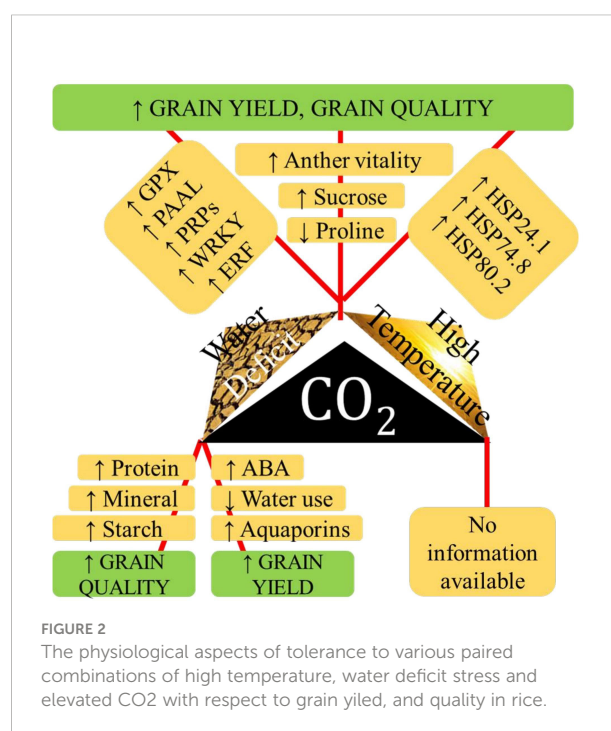 ↑ GRAIN YIELD, GRAIN QUALITY
↑ GPX
↑ PAAL
↑ PRPs
↑ WRKY
↑ ERF
↑ Anther vitality
↑ Sucrose
↓ Proline
↑ HSP24.1
↑ HSP74.8
↑ HSP80.2
Water
Deficit
High
Temperature
CO₂
↑ Protein
↑ Mineral
↑ Starch
↑ GRAIN
QUALITY
↑ ABA
↓ Water use
↑ Aquaporins
↑ GRAIN
YIELD
No
information
available
FIGURE 2
The physiological aspects of tolerance to various paired
combinations of high temperature, water deficit stress and
elevated CO2 with respect to grain yiled, and quality in rice.